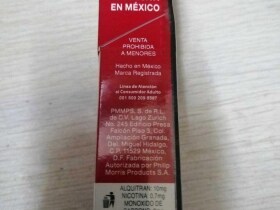 EN MÉXICO
VENTA
PROHIBIDA
A MENORES
Hecho en México
Marca Registrada
Línea de Atención
al Consumidor Adulto
PMMPS, S. de R.L.
de C.V. Lago Zurich
No. 245 Edificio Presa
Falcón Piso 3, Col.
Ampliación Granada,
Del. Miguel Hidalgo,
C.P. 11529 México,
D.F. Fabricación
Autorizada por Philip
Morris Products S.A.
ALQUITRÁN 10mg
NICOTINA 0.7mg
MONÓXIDO DE